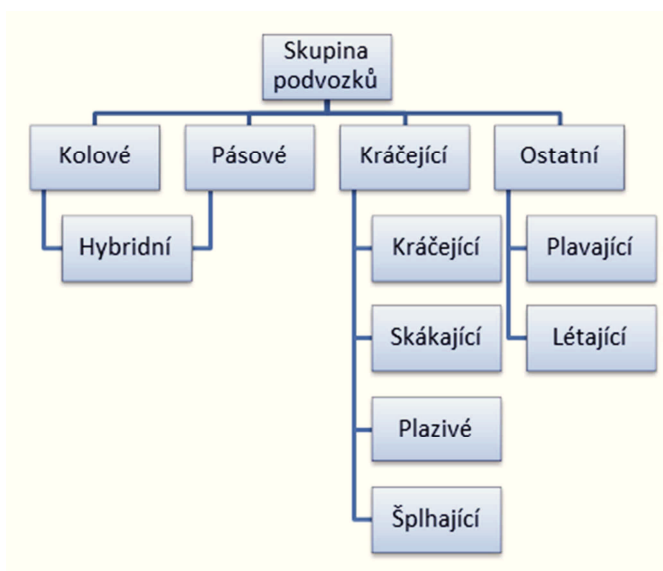 Skupina
podvozků
Kolové
Pásové
Kráčející
Ostatní
Hybridní
Kráčející
Plavající
Skákající
Létající
Plazivé
Šplhající